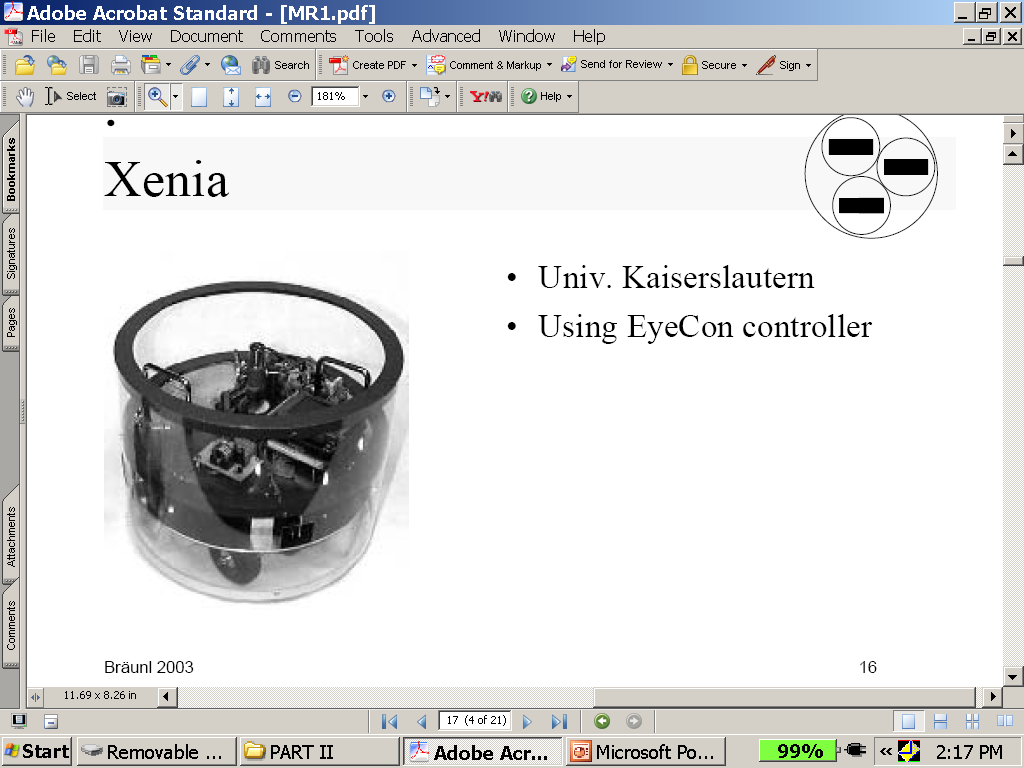 Adobe Acrobat Standard - [MR1.pdf]
File Edit View Document Comments Tools Advanced Window Help
Search Create PDF Comment & Markup Send for Review Secure Sign
Select 181% Y! Help
Bookmarks
Signatures
Pages
Attachments
Comments
•
Xenia
• Univ. Kaiserslautern
• Using EyeCon controller
Bräunl 2003 16
11.69 x 8.26 in
17 (4 of 21)
Start Removable ... PART II Adobe Acr... Microsoft Po... 99% « 2:17 PM